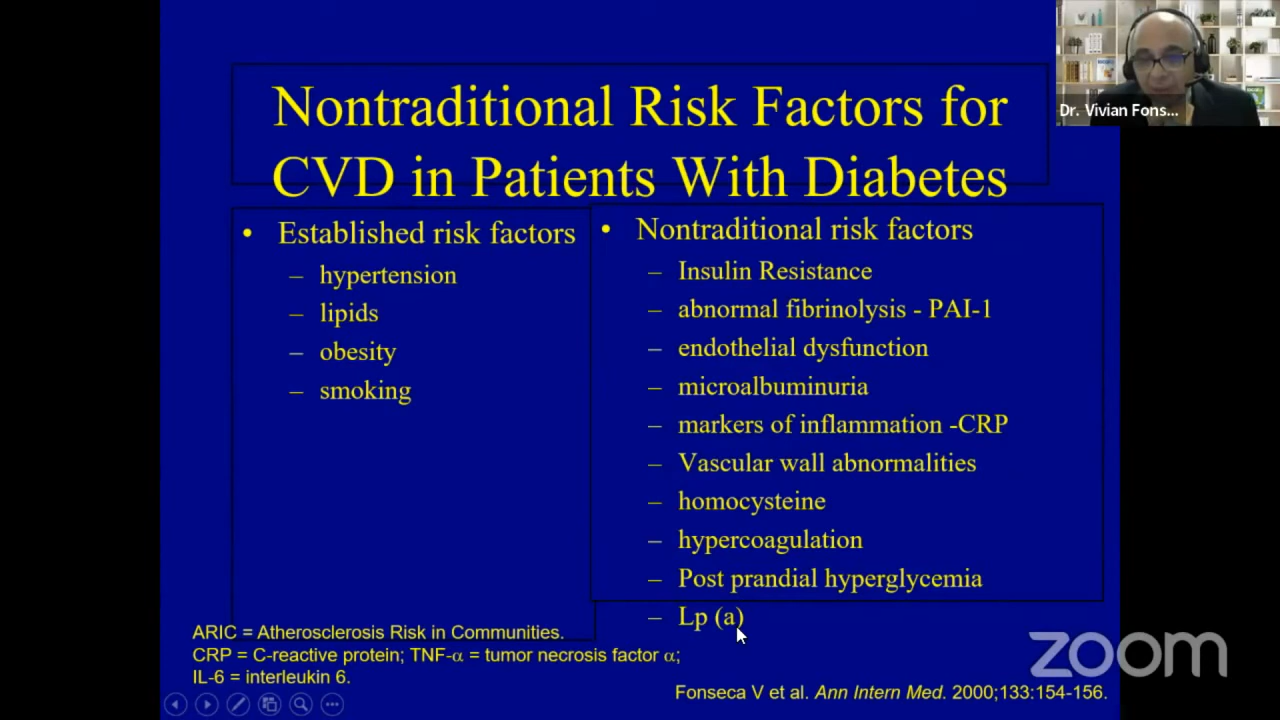 Nontraditional Risk Factors for
CVD in Patients With Diabetes
• Established risk factors
– hypertension
– lipids
– obesity
– smoking
• Nontraditional risk factors
– Insulin Resistance
– abnormal fibrinolysis - PAI-1
– endothelial dysfunction
– microalbuminuria
– markers of inflammation -CRP
– Vascular wall abnormalities
– homocysteine
– hypercoagulation
– Post prandial hyperglycemia
– Lp (a)
ARIC = Atherosclerosis Risk in Communities.
CRP = C-reactive protein; TNF-α = tumor necrosis factor α;
IL-6 = interleukin 6.
Fonseca V et al. Ann Intern Med. 2000;133:154-156.
Dr. Vivian Fons...
zoom